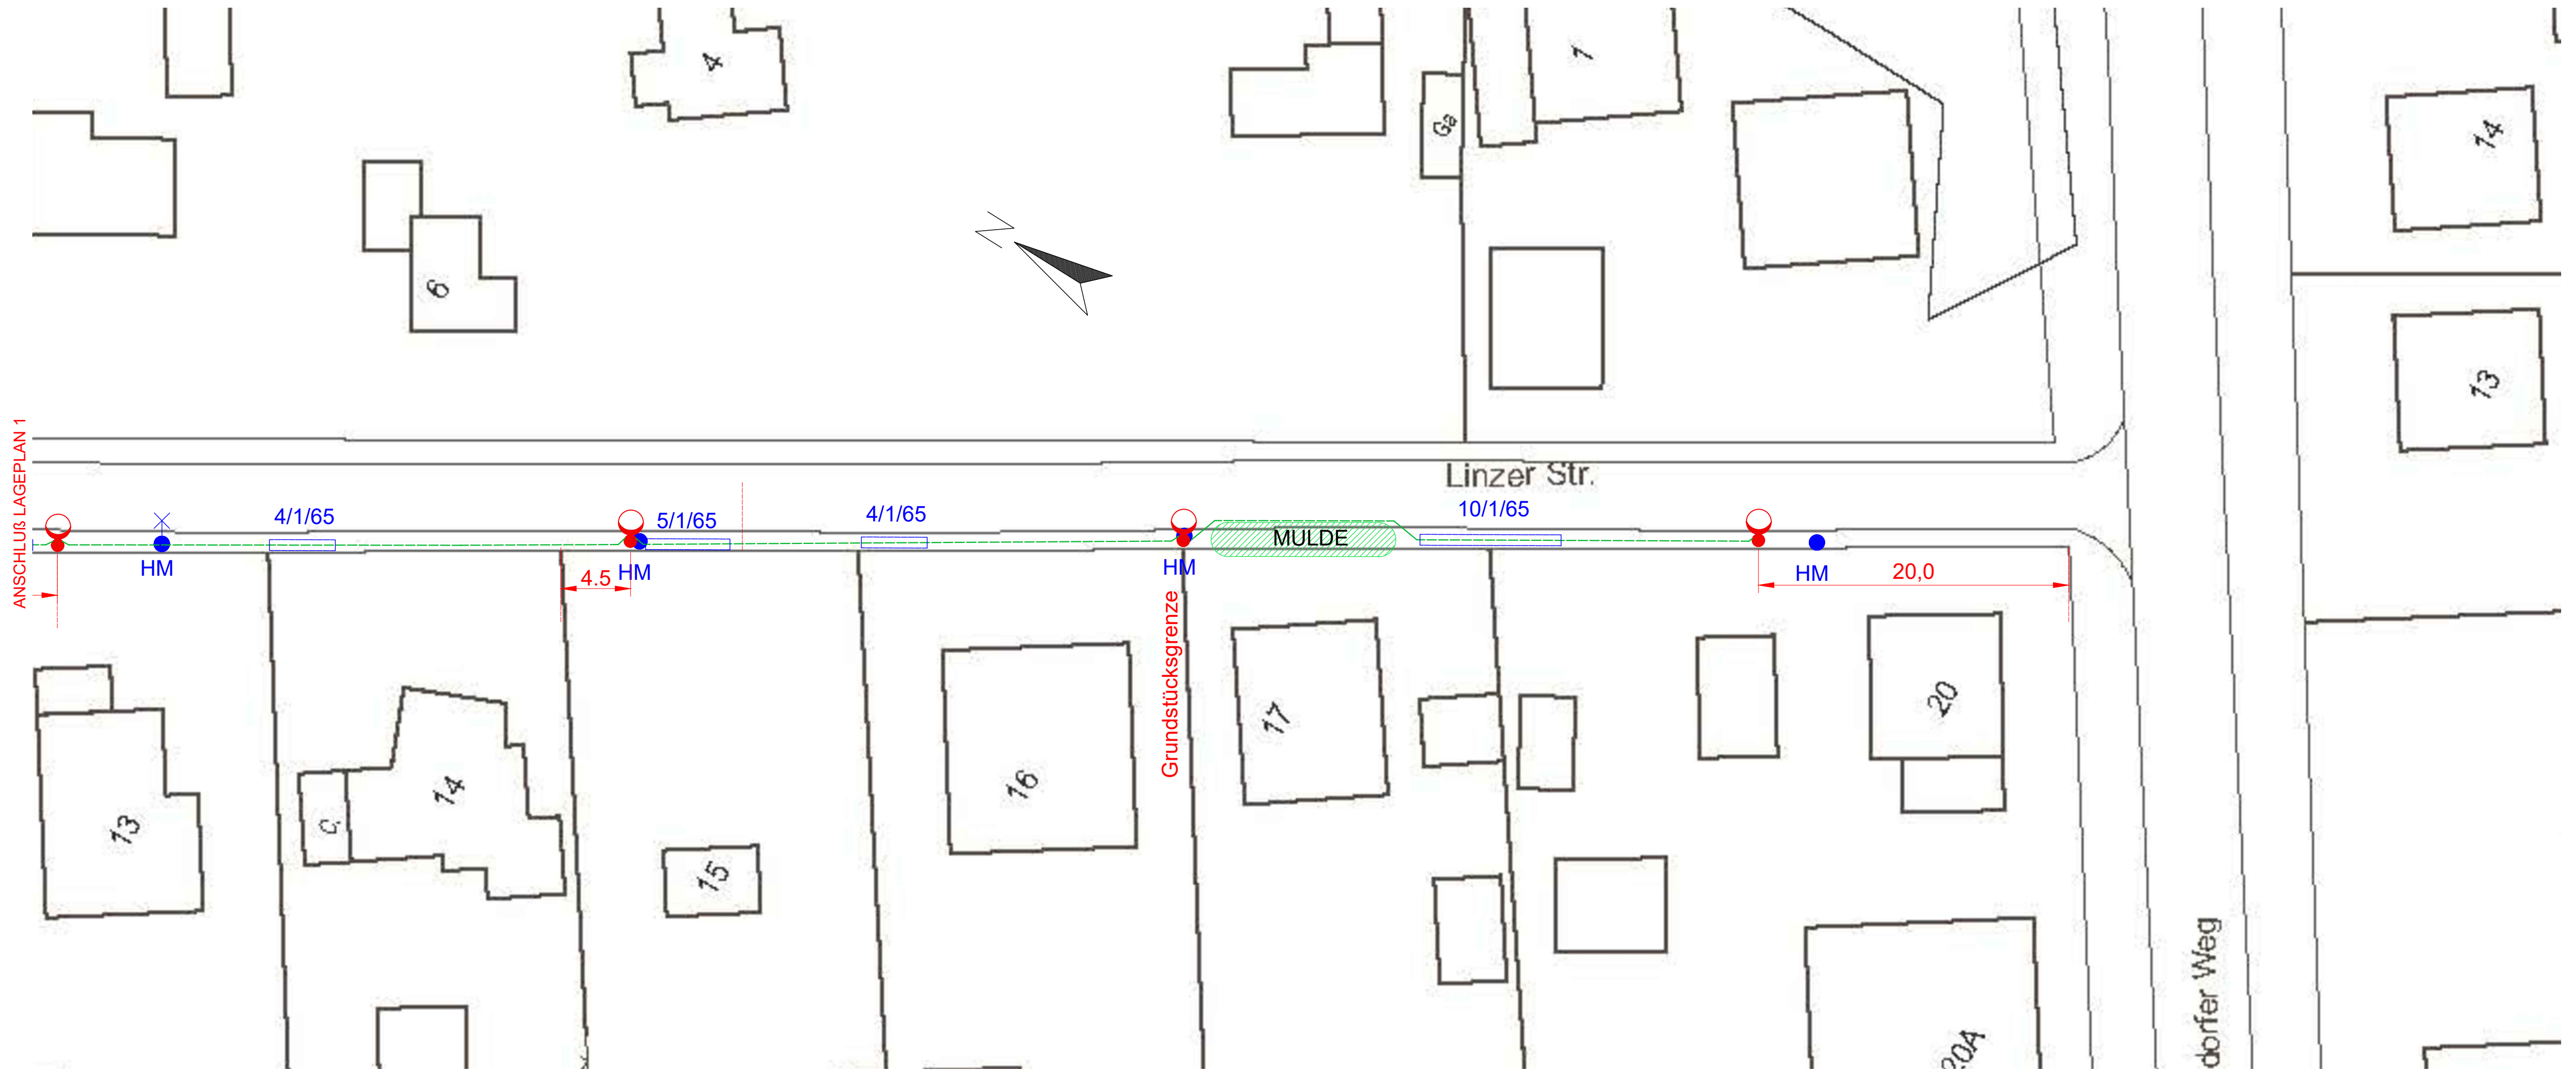 4
1
Ga
14
6
13
Linzer Str.
ANSCHLUß LAGEPLAN 1
4/1/65
5/1/65
4/1/65
10/1/65
MULDE
HM
HM
HM
HM
4.5
20,0
Grundstücksgrenze
N
13
14
15
16
17
20
20A
dorfer Weg